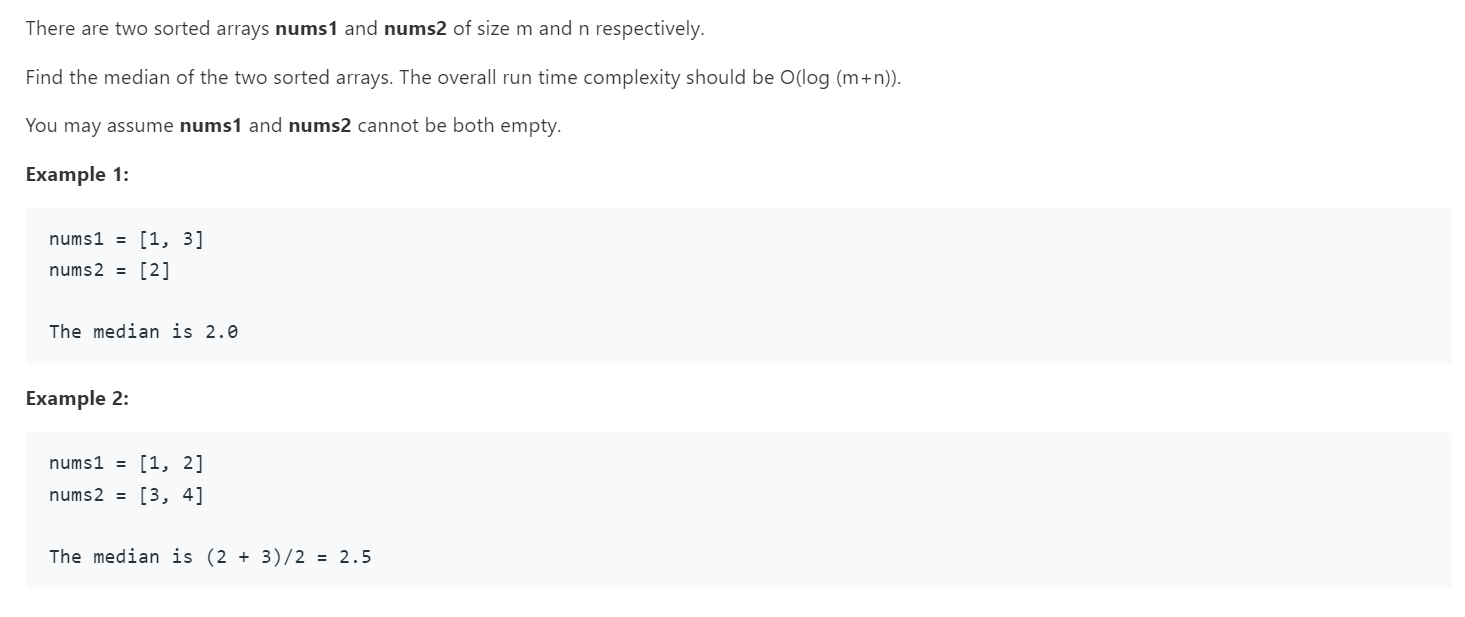 There are two sorted arrays nums1 and nums2 of size m and n respectively.
Find the median of the two sorted arrays. The overall run time complexity should be O(log (m+n)).
You may assume nums1 and nums2 cannot be both empty.
Example 1:
nums1 = [1, 3]
nums2 = [2]
The median is 2.0
Example 2:
nums1 = [1, 2]
nums2 = [3, 4]
The median is (2 + 3)/2 = 2.5